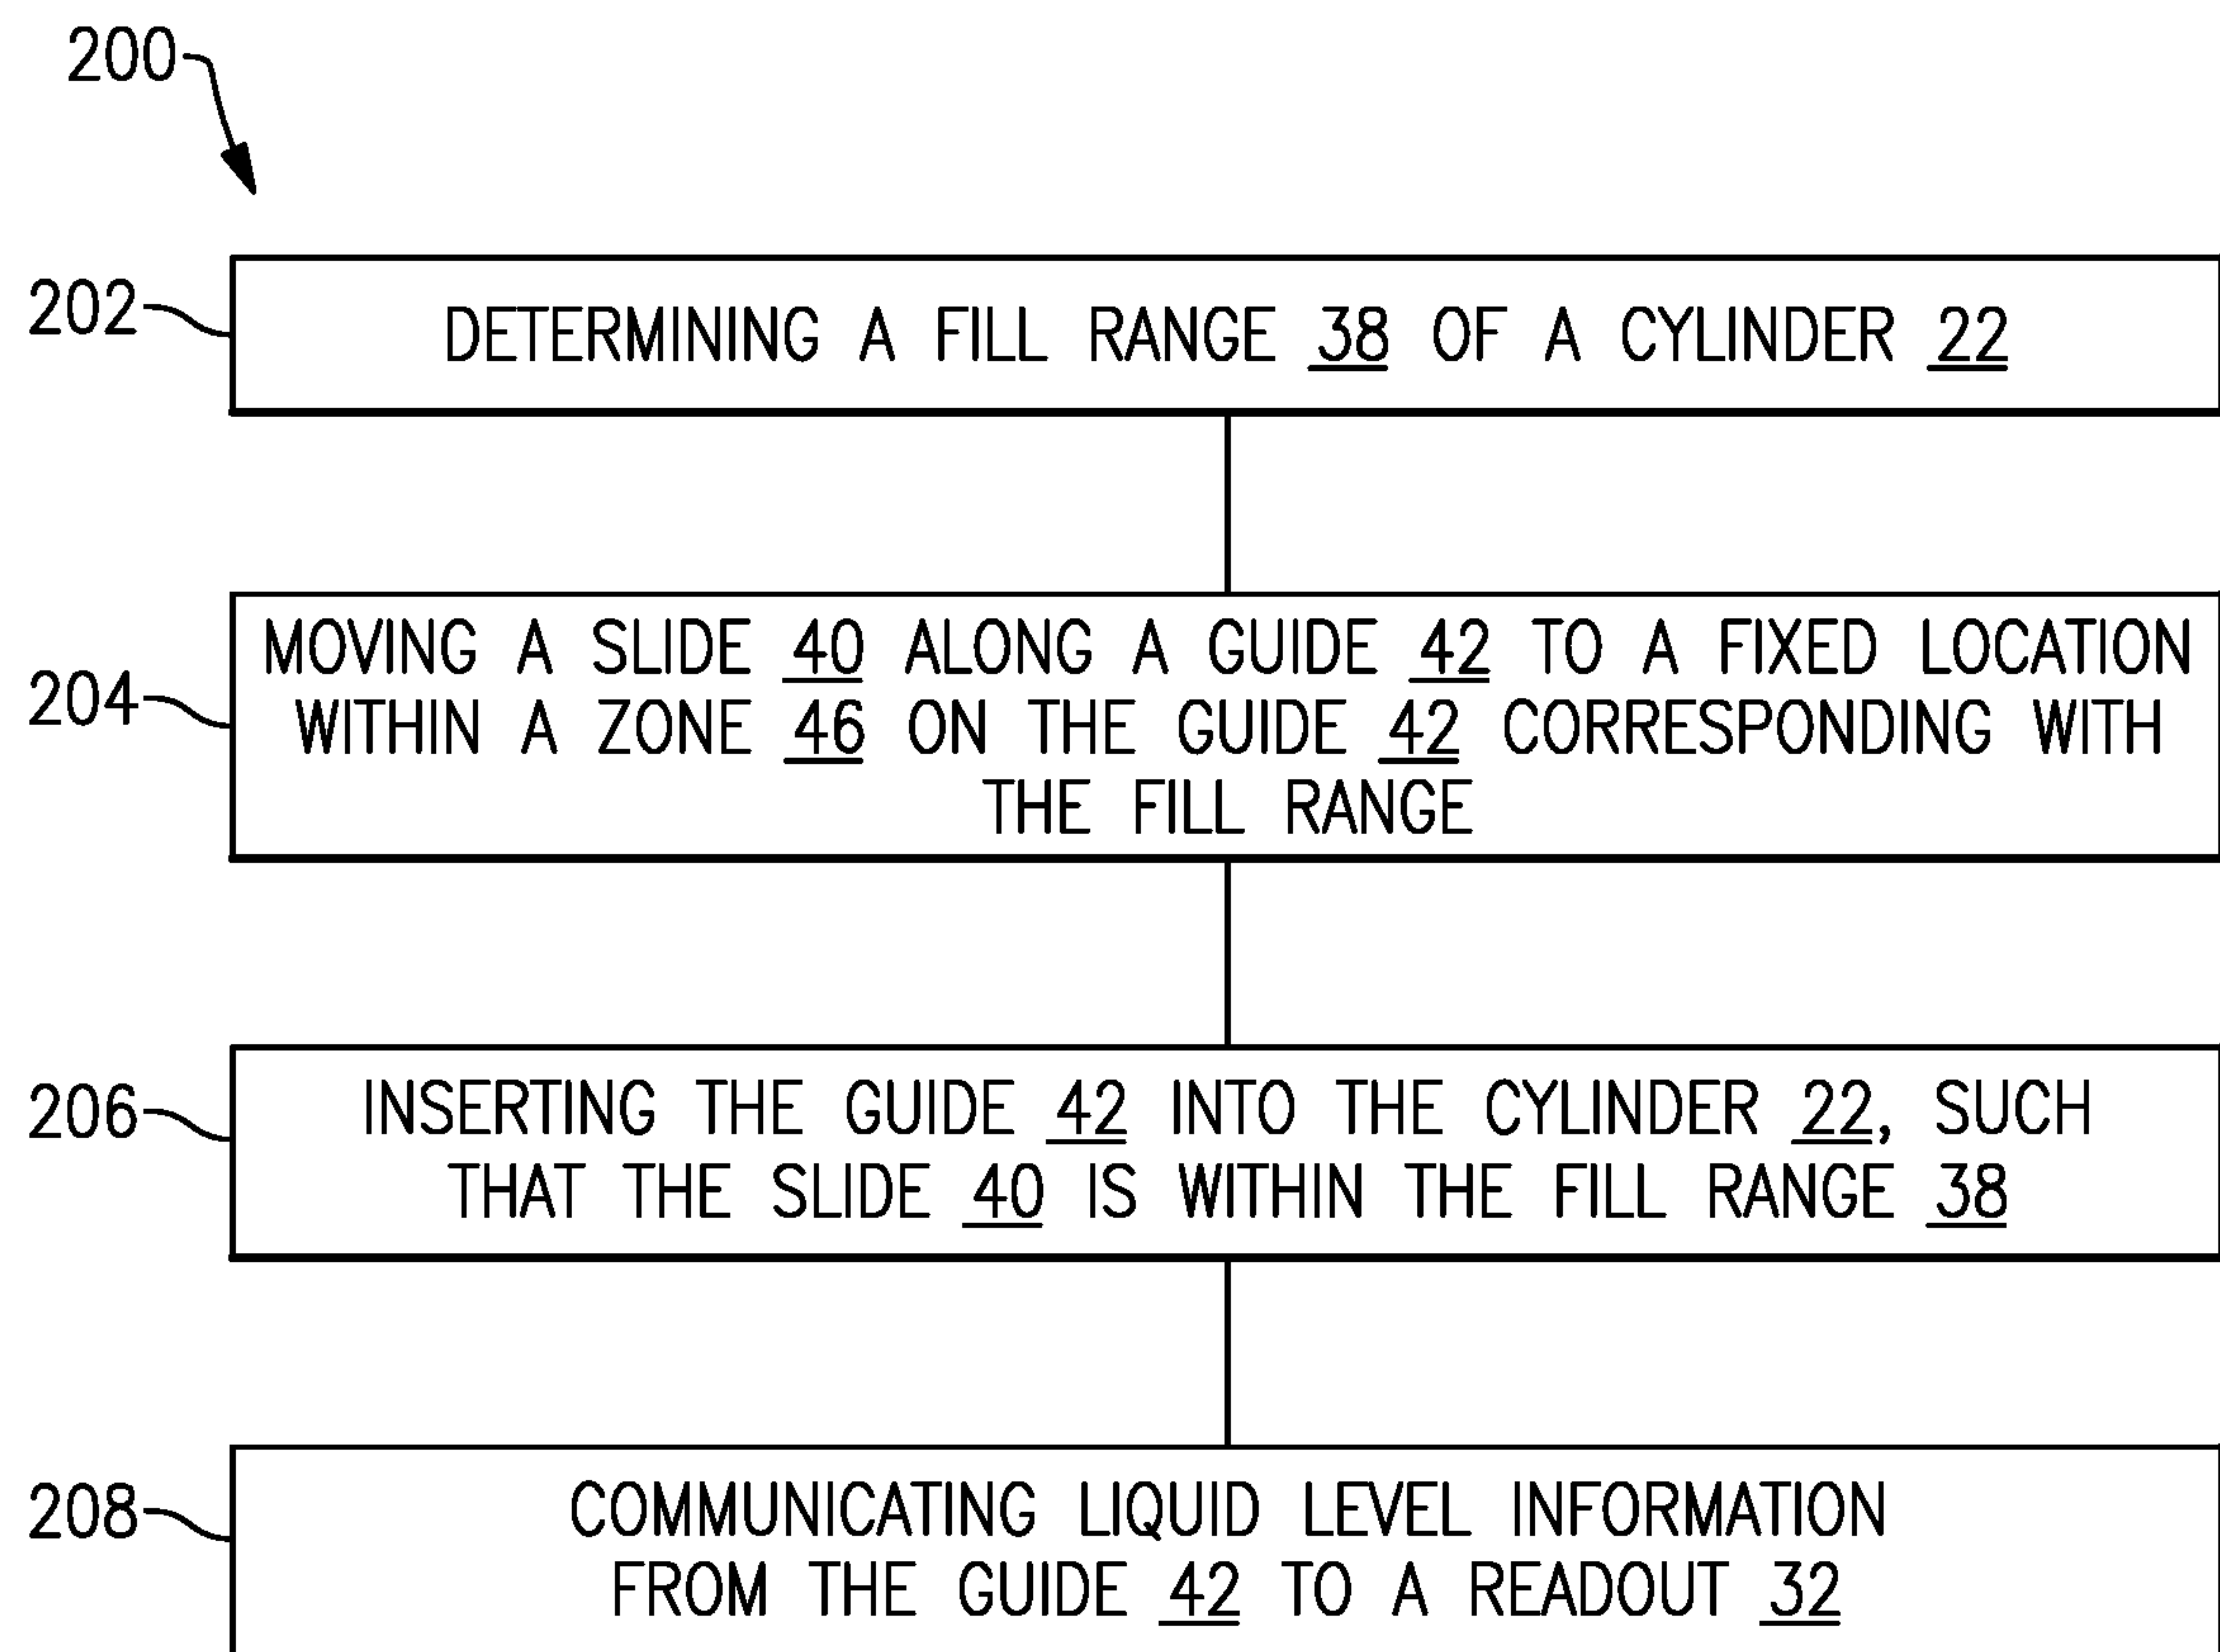 200
202
DETERMINING A FILL RANGE 38 OF A CYLINDER 22
204
MOVING A SLIDE 40 ALONG A GUIDE 42 TO A FIXED LOCATION
WITHIN A ZONE 46 ON THE GUIDE 42 CORRESPONDING WITH
THE FILL RANGE
206
INSERTING THE GUIDE 42 INTO THE CYLINDER 22, SUCH
THAT THE SLIDE 40 IS WITHIN THE FILL RANGE 38
208
COMMUNICATING LIQUID LEVEL INFORMATION
FROM THE GUIDE 42 TO A READOUT 32